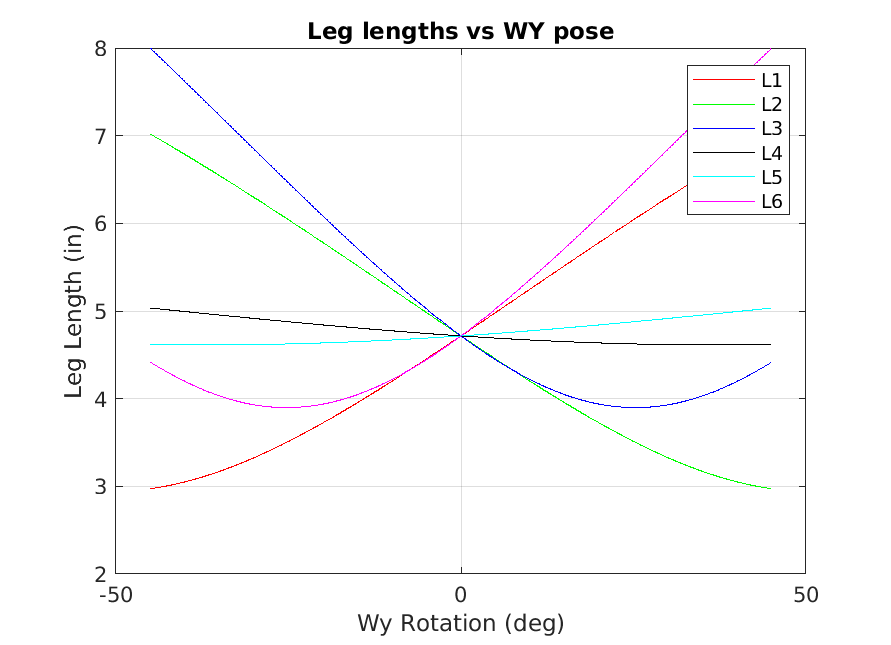 Leg lengths vs WY pose
8
7
6
5
4
3
2
Leg Length (in)
L1
L2
L3
L4
L5
L6
-50
0
50
Wy Rotation (deg)